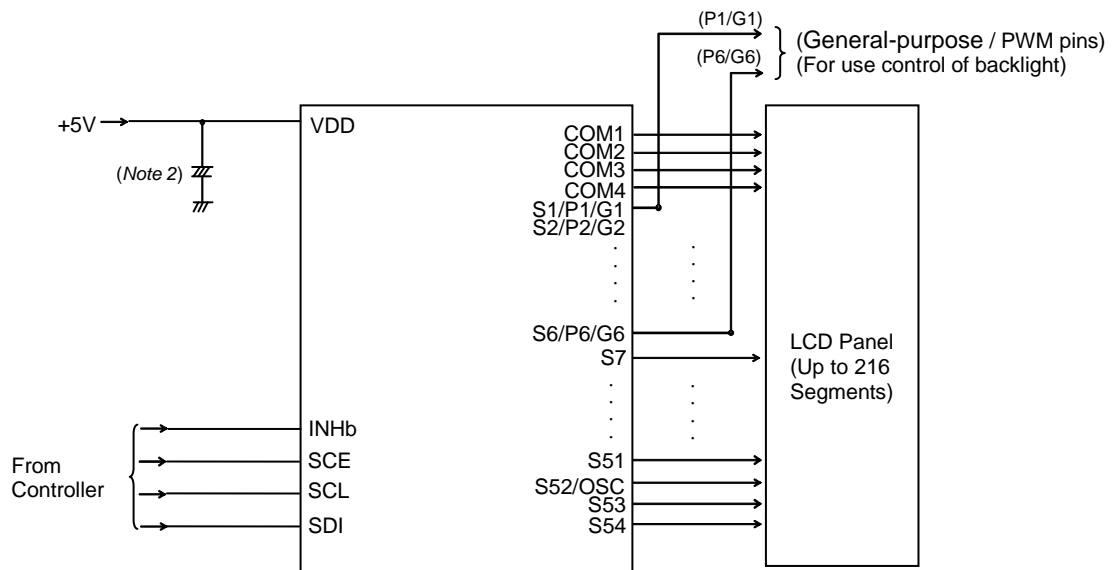 (P1/G1)
(General-purpose / PWM pins)
(P6/G6)
(For use control of backlight)
+5V
VDD
(Note 2)
COM1
COM2
COM3
COM4
S1/P1/G1
S2/P2/G2
S6/P6/G6
S7
LCD Panel
(Up to 216
Segments)
From
Controller
INHb
SCE
SCL
SDI
S51
S52/OSC
S53
S54